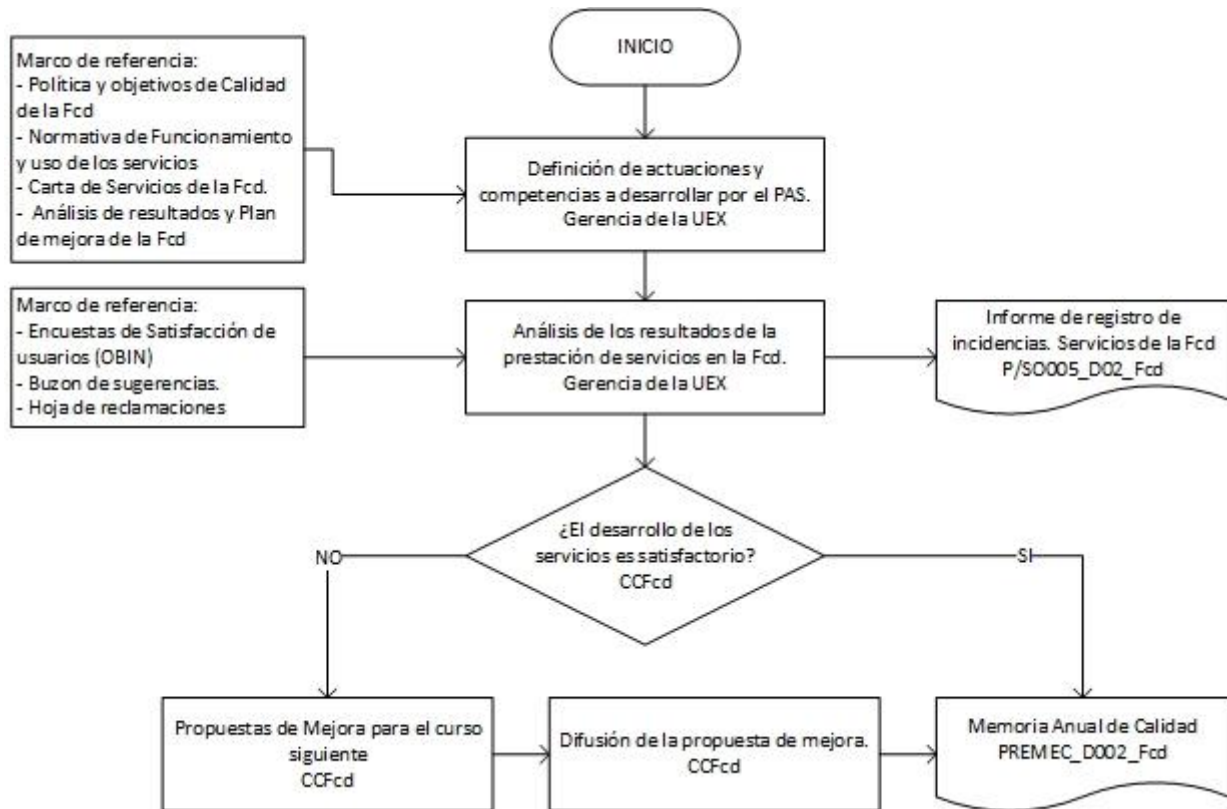 INICIO
Marco de referencia:
- Política y objetivos de Calidad
de la Fcd
- Normativa de Funcionamiento
y uso de los servicios
- Carta de Servicios de la Fcd.
- Análisis de resultados y Plan
de mejora de la Fcd
Definición de actuaciones y
competencias a desarrollar por el PAS.
Gerencia de la UEX
Marco de referencia:
- Encuestas de Satisfacción de
usuarios (OBIN)
- Buzon de sugerencias.
- Hoja de reclamaciones
Análisis de los resultados de la
prestación de servicios en la Fcd.
Gerencia de la UEX
Informe de registro de
incidencias. Servicios de la Fcd
P/SO005_D02_Fcd
¿El desarrollo de los
servicios es satisfactorio?
CCFcd
NO
SI
Propuestas de Mejora para el curso
siguiente
CCFcd
Difusión de la propuesta de mejora.
CCFcd
Memoria Anual de Calidad
PREMEC_D002_Fcd